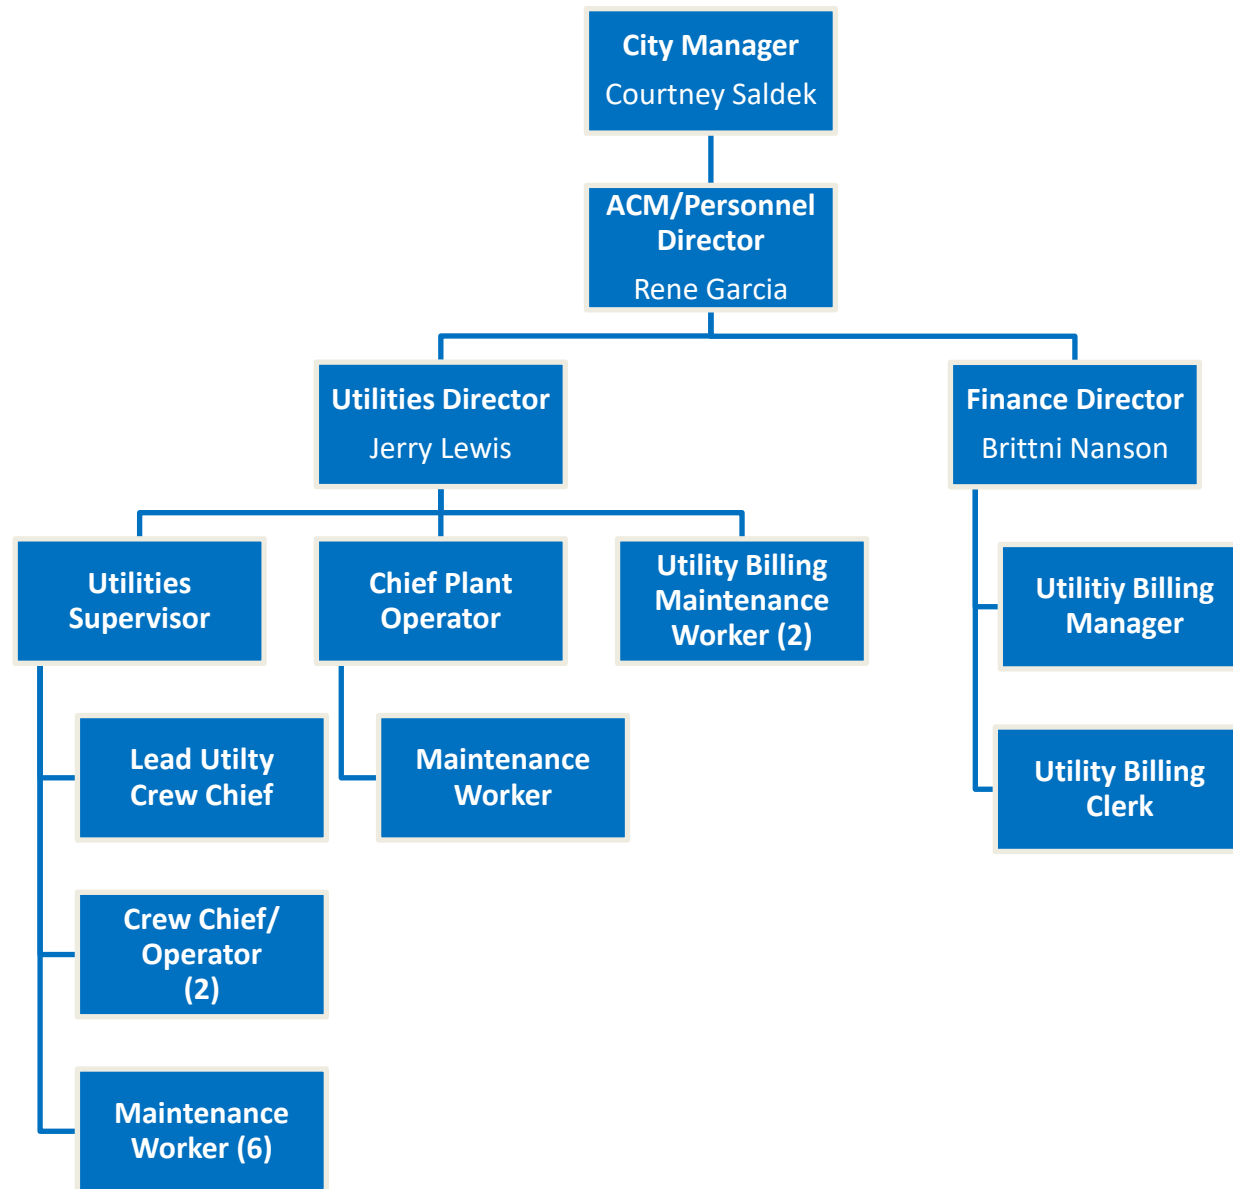 City Manager
Courtney Saldek
ACM/Personnel
Director
Rene Garcia
Utilities Director
Jerry Lewis
Finance Director
Brittni Nanson
Utilities
Supervisor
Chief Plant
Operator
Utility Billing
Maintenance
Worker (2)
Utilitiy Billing
Manager
Lead Utilty
Crew Chief
Maintenance
Worker
Utility Billing
Clerk
Crew Chief/
Operator
(2)
Maintenance
Worker (6)